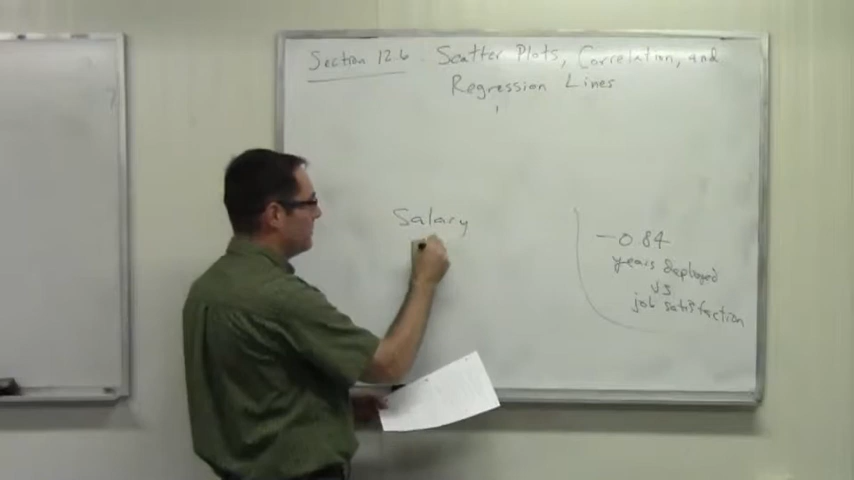 Section 12.6 Scatter Plots, Correlation, and
Regression Lines
Salary
-0.84
years deployed
vs
job satisfaction